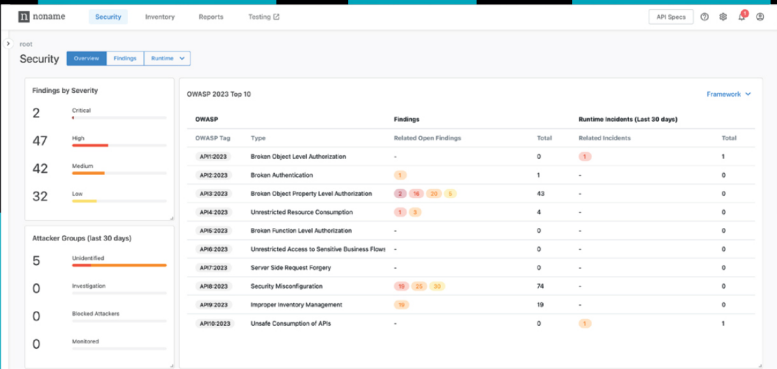 noname
Security
Inventory
Reports
Testing
API Specs
root
Security
Overview
Findings
Runtime
Findings by Severity
2
Critical
47
High
42
Medium
32
Low
Attacker Groups (last 30 days)
5
Unidentified
0
Investigation
0
Blocked Attackers
0
Monitored
OWASP 2023 Top 10
Framework
OWASP Findings Runtime Incidents (Last 30 days)
OWASP Tag Type Related Open Findings Total Related Incidents Total
API1:2023 Broken Object Level Authorization - 0 1 1
API2:2023 Broken Authentication 1 1 - 0
API3:2023 Broken Object Property Level Authorization 2 16 20 5 43 - 0
API4:2023 Unrestricted Resource Consumption 1 3 4 - 0
API5:2023 Broken Function Level Authorization - 0 - 0
API6:2023 Unrestricted Access to Sensitive Business Flows - 0 - 0
API7:2023 Server Side Request Forgery - 0 - 0
API8:2023 Security Misconfiguration 25 74 - 0
API9:2023 Improper Inventory Management 19 19 - 0
API10:2023 Unsafe Consumption of APIs - 0 1 1